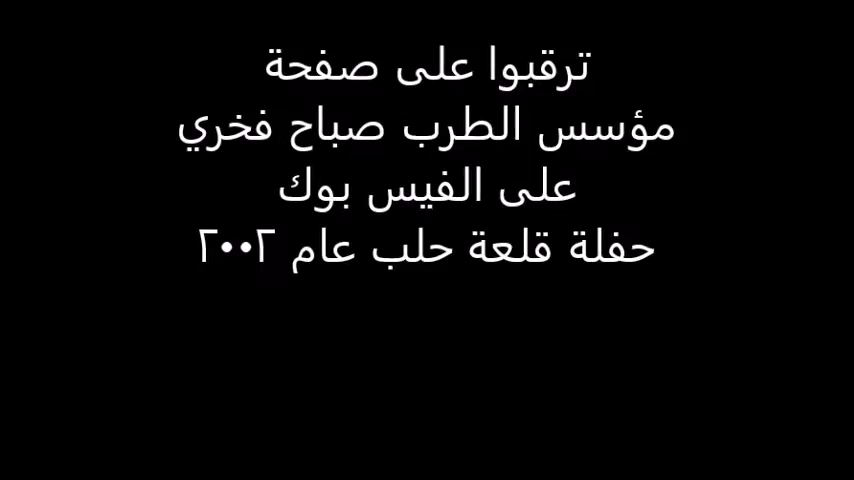 ترقبوا على صفحة
مؤسس الطرب صباح فخري
على الفيس بوك
حفلة قلعة حلب عام ٢٠٠٢